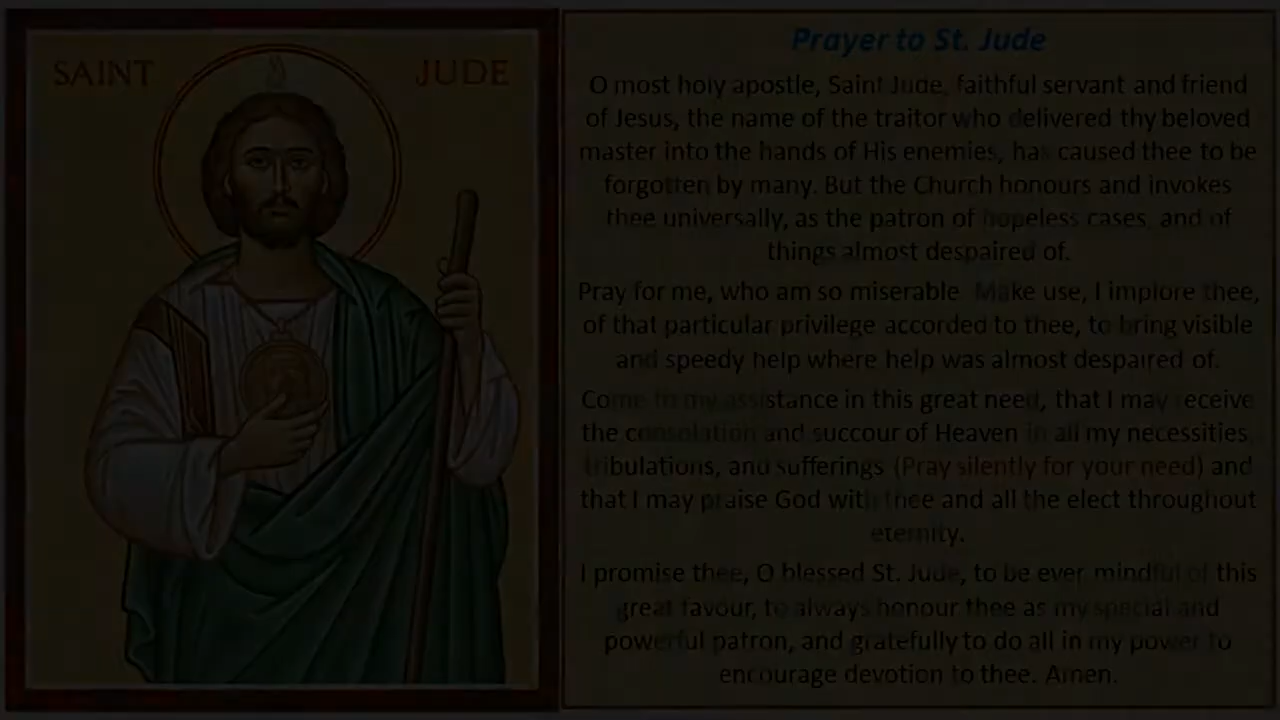 SAINT JUDE
Prayer to St. Jude
O most holy apostle, Saint Jude, faithful servant and friend
of Jesus, the name of the traitor who delivered thy beloved
master into the hands of His enemies, has caused thee to be
forgotten by many. But the Church honours and invokes
thee universally, as the patron of hopeless cases, and of
things almost despaired of.
Pray for me, who am so miserable. Make use, I implore thee,
of that particular privilege accorded to thee, to bring visible
and speedy help where help was almost despaired of.
Come to my assistance in this great need, that I may receive
the consolation and succour of Heaven in all my necessities,
tribulations, and sufferings (Pray silently for your need) and
that I may praise God with thee and all the elect throughout
eternity.
I promise thee, O blessed St. Jude, to be ever mindful of this
great favour, to always honour thee as my special and
powerful patron, and gratefully to do all in my power to
encourage devotion to thee. Amen.